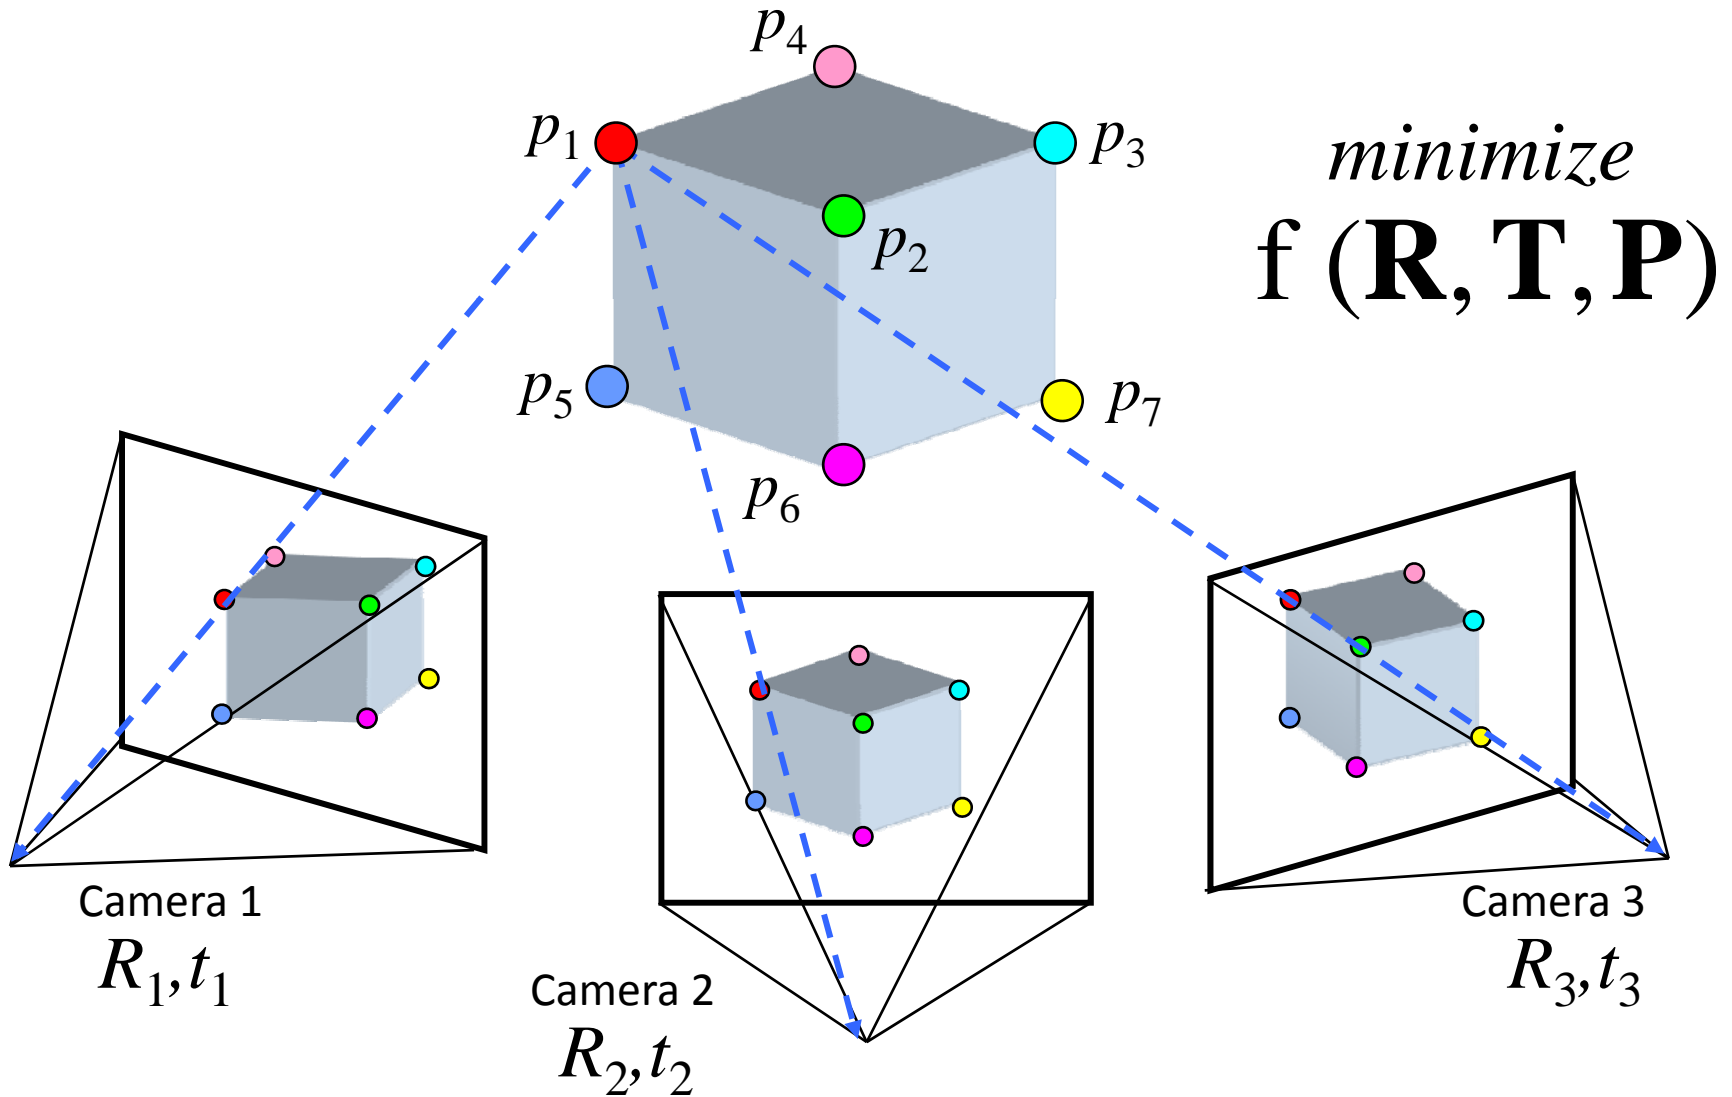 p4
p1
p3
p2
minimize
f (R, T, P)
p5
p7
p6
Camera 1
R1,t1
Camera 2
R2,t2
Camera 3
R3,t3